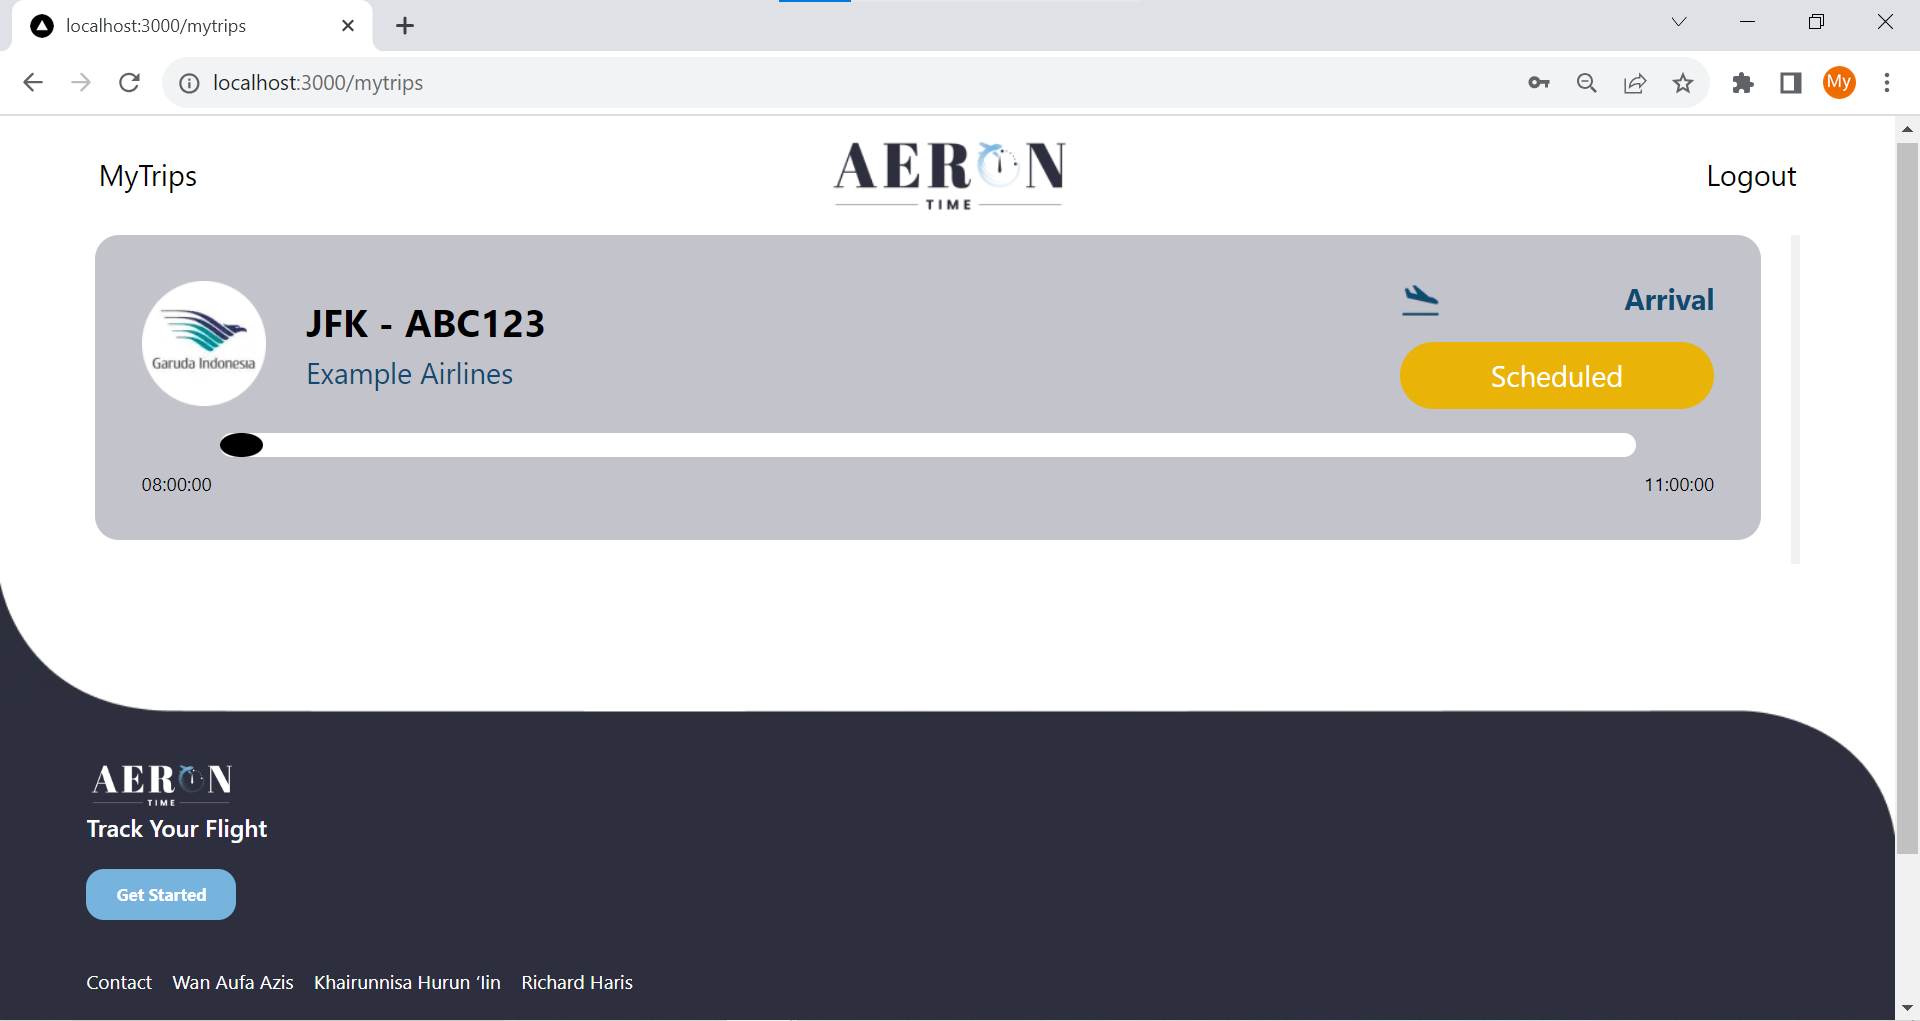 localhost:3000/mytrips
localhost:3000/mytrips
My
MyTrips
AERON
TIME
Logout
Garuda Indonesia
JFK - ABC123
Example Airlines
Arrival
Scheduled
08:00:00
11:00:00
AERON
TIME
Track Your Flight
Get Started
Contact Wan Aufa Azis Khairunnisa Hurun ‘Iin Richard Haris